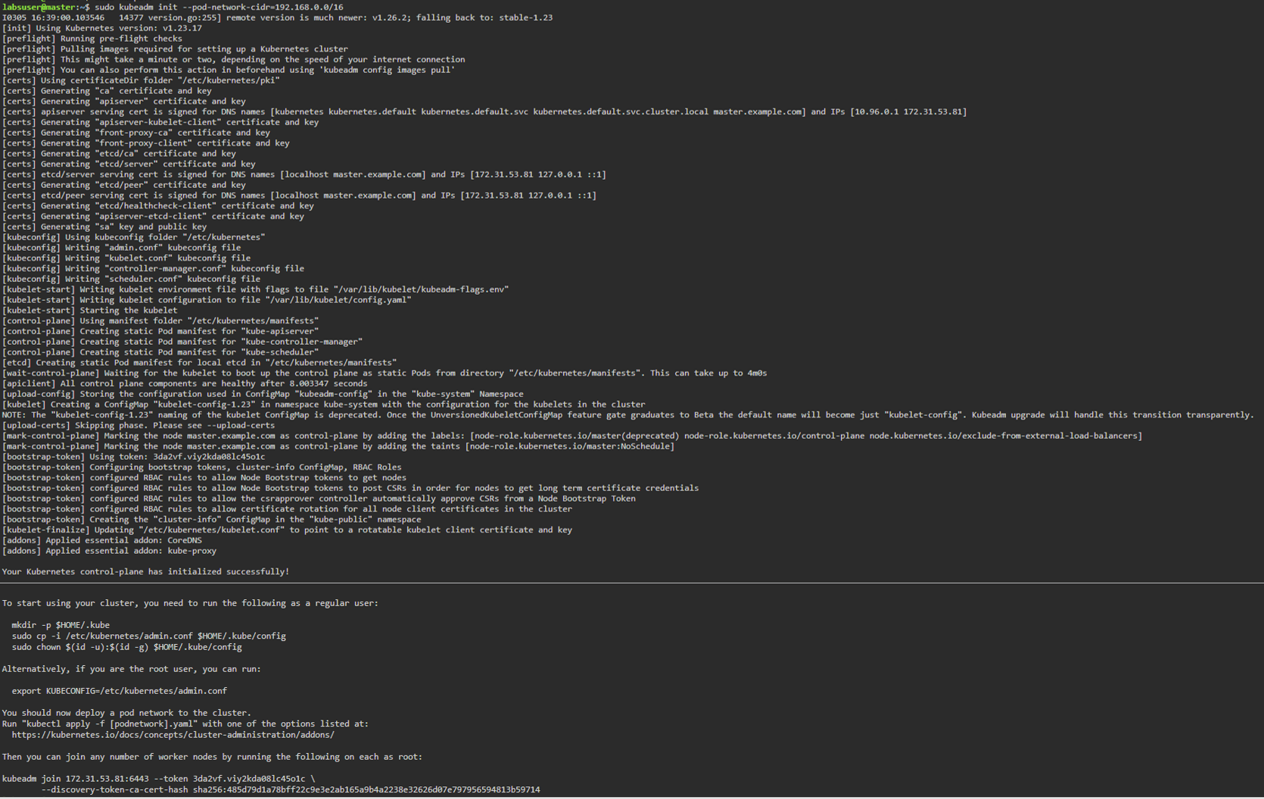 labsuser@master:~$ sudo kubeadm init --pod-network-cidr=192.168.0.0/16
I0305 16:39:00.103546   14377 version.go:255] remote version is much newer: v1.26.2; falling back to: stable-1.23
[init] Using Kubernetes version: v1.23.17
[preflight] Running pre-flight checks
[preflight] Pulling images required for setting up a Kubernetes cluster
[preflight] This might take a minute or two, depending on the speed of your internet connection
[preflight] You can also perform this action in beforehand using 'kubeadm config images pull'
[certs] Using certificateDir folder "/etc/kubernetes/pki"
[certs] Generating "ca" certificate and key
[certs] Generating "apiserver" certificate and key
[certs] apiserver serving cert is signed for DNS names [kubernetes kubernetes.default kubernetes.default.svc kubernetes.default.svc.cluster.local master.example.com] and IPs [10.96.0.1 172.31.53.81]
[certs] Generating "apiserver-kubelet-client" certificate and key
[certs] Generating "front-proxy-ca" certificate and key
[certs] Generating "front-proxy-client" certificate and key
[certs] Generating "etcd/ca" certificate and key
[certs] Generating "etcd/server" certificate and key
[certs] etcd/server serving cert is signed for DNS names [localhost master.example.com] and IPs [172.31.53.81 127.0.0.1 ::1]
[certs] Generating "etcd/peer" certificate and key
[certs] etcd/peer serving cert is signed for DNS names [localhost master.example.com] and IPs [172.31.53.81 127.0.0.1 ::1]
[certs] Generating "etcd/healthcheck-client" certificate and key
[certs] Generating "apiserver-etcd-client" certificate and key
[certs] Generating "sa" key and public key
[kubeconfig] Using kubeconfig folder "/etc/kubernetes"
[kubeconfig] Writing "admin.conf" kubeconfig file
[kubeconfig] Writing "kubelet.conf" kubeconfig file
[kubeconfig] Writing "controller-manager.conf" kubeconfig file
[kubeconfig] Writing "scheduler.conf" kubeconfig file
[kubelet-start] Writing kubelet environment file with flags to file "/var/lib/kubelet/kubeadm-flags.env"
[kubelet-start] Writing kubelet configuration to file "/var/lib/kubelet/config.yaml"
[kubelet-start] Starting the kubelet
[control-plane] Using manifest folder "/etc/kubernetes/manifests"
[control-plane] Creating static Pod manifest for "kube-apiserver"
[control-plane] Creating static Pod manifest for "kube-controller-manager"
[control-plane] Creating static Pod manifest for "kube-scheduler"
[etcd] Creating static Pod manifest for local etcd in "/etc/kubernetes/manifests"
[wait-control-plane] Waiting for the kubelet to boot up the control plane as static Pods from directory "/etc/kubernetes/manifests". This can take up to 4m0s
[apiclient] All control plane components are healthy after 8.003347 seconds
[upload-config] Storing the configuration used in ConfigMap "kubeadm-config" in the "kube-system" Namespace
[kubelet] Creating a ConfigMap "kubelet-config-1.23" in namespace kube-system with the configuration for the kubelets in the cluster
NOTE: The "kubelet-config-1.23" naming of the kubelet ConfigMap is deprecated. Once the UnversionedKubeletConfigMap feature gate graduates to Beta the default name will become just "kubelet-config". Kubeadm upgrade will handle this transition transparently.
[upload-certs] Skipping phase. Please see --upload-certs
[mark-control-plane] Marking the node master.example.com as control-plane by adding the labels: [node-role.kubernetes.io/master(deprecated) node-role.kubernetes.io/control-plane node.kubernetes.io/exclude-from-external-load-balancers]
[mark-control-plane] Marking the node master.example.com as control-plane by adding the taints [node-role.kubernetes.io/master:NoSchedule]
[bootstrap-token] Using token: 3da2vf.viy2kda08lc45o1c
[bootstrap-token] Configuring bootstrap tokens, cluster-info ConfigMap, RBAC Roles
[bootstrap-token] configured RBAC rules to allow Node Bootstrap tokens to get nodes
[bootstrap-token] configured RBAC rules to allow Node Bootstrap tokens to post CSRs in order for nodes to get long term certificate credentials
[bootstrap-token] configured RBAC rules to allow the csrapprover controller automatically approve CSRs from a Node Bootstrap Token
[bootstrap-token] configured RBAC rules to allow certificate rotation for all node client certificates in the cluster
[bootstrap-token] Creating the "cluster-info" ConfigMap in the "kube-public" namespace
[kubelet-finalize] Updating "/etc/kubernetes/kubelet.conf" to point to a rotatable kubelet client certificate and key
[addons] Applied essential addon: CoreDNS
[addons] Applied essential addon: kube-proxy
Your Kubernetes control-plane has initialized successfully!
To start using your cluster, you need to run the following as a regular user:
mkdir -p $HOME/.kube
sudo cp -i /etc/kubernetes/admin.conf $HOME/.kube/config
sudo chown $(id -u):$(id -g) $HOME/.kube/config
Alternatively, if you are the root user, you can run:
export KUBECONFIG=/etc/kubernetes/admin.conf
You should now deploy a pod network to the cluster.
Run "kubectl apply -f [podnetwork].yaml" with one of the options listed at:
https://kubernetes.io/docs/concepts/cluster-administration/addons/
Then you can join any number of worker nodes by running the following on each as root:
kubeadm join 172.31.53.81:6443 --token 3da2vf.viy2kda08lc45o1c \
--discovery-token-ca-cert-hash sha256:485d79d1a78bff22c9e3e2ab165a9b4a2238e32626d07e797956594813b59714